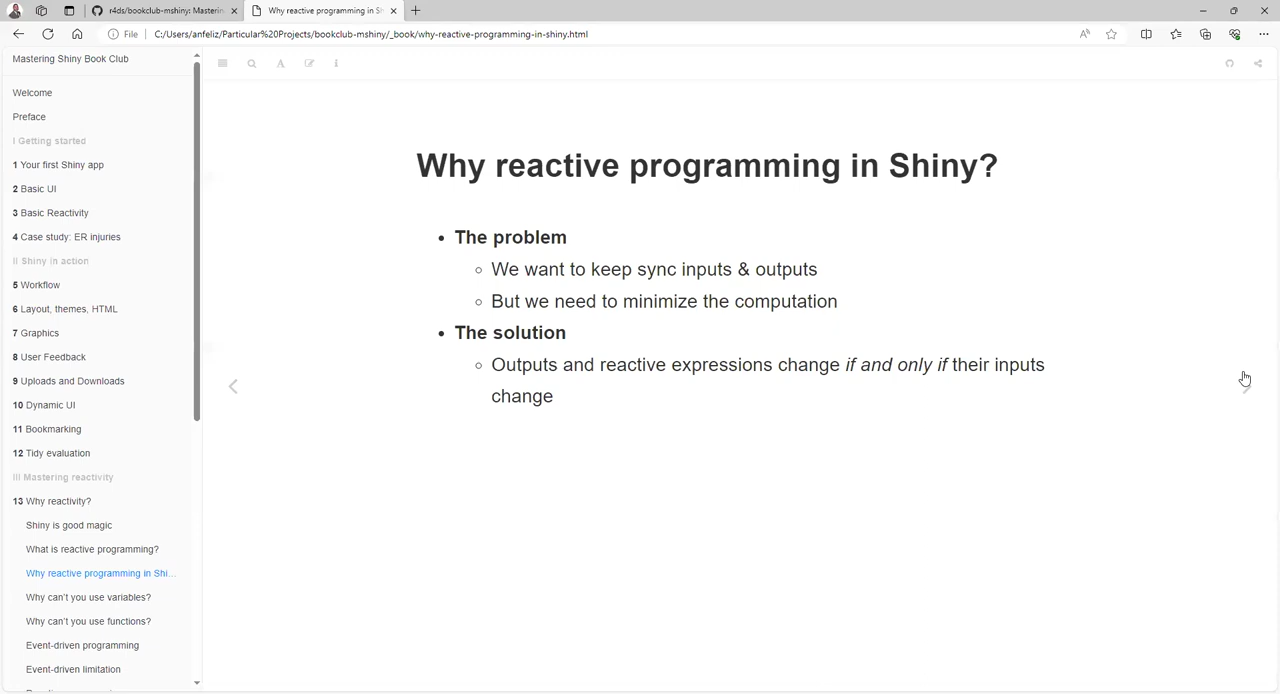 r4ds/bookclub-mshiny: Masterin
Why reactive programming in Sh
File
C:/Users/anfeliz/Particular%20Projects/bookclub-mshiny/_book/why-reactive-programming-in-shiny.html
Mastering Shiny Book Club
Welcome
Preface
I Getting started
1 Your first Shiny app
2 Basic UI
3 Basic Reactivity
4 Case study: ER injuries
II Shiny in action
5 Workflow
6 Layout, themes, HTML
7 Graphics
8 User Feedback
9 Uploads and Downloads
10 Dynamic UI
11 Bookmarking
12 Tidy evaluation
III Mastering reactivity
13 Why reactivity?
Shiny is good magic
What is reactive programming?
Why reactive programming in Shi...
Why can't you use variables?
Why can't you use functions?
Event-driven programming
Event-driven limitation
Why reactive programming in Shiny?
• The problem
◦ We want to keep sync inputs & outputs
◦ But we need to minimize the computation
• The solution
◦ Outputs and reactive expressions change if and only if their inputs
change